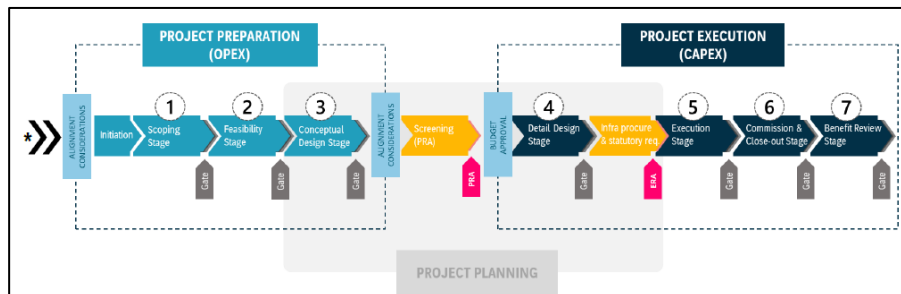 PROJECT PREPARATION
(OPEX)
PROJECT EXECUTION
(CAPEX)
*
ALIGNMENT
CONSIDERATIONS
Initiation
1
Scoping
Stage
2
Feasibility
Stage
3
Conceptual
Design Stage
ALIGNMENT
CONSIDERATIONS
Screening
(PRA)
BUDGET
APPROVAL
4
Detail Design
Stage
Infra procure
& statutory req.
5
Execution
Stage
6
Commission &
Close-out Stage
7
Benefit Review
Stage
Gate
Gate
Gate
PRA
Gate
ERA
Gate
Gate
Gate
PROJECT PLANNING